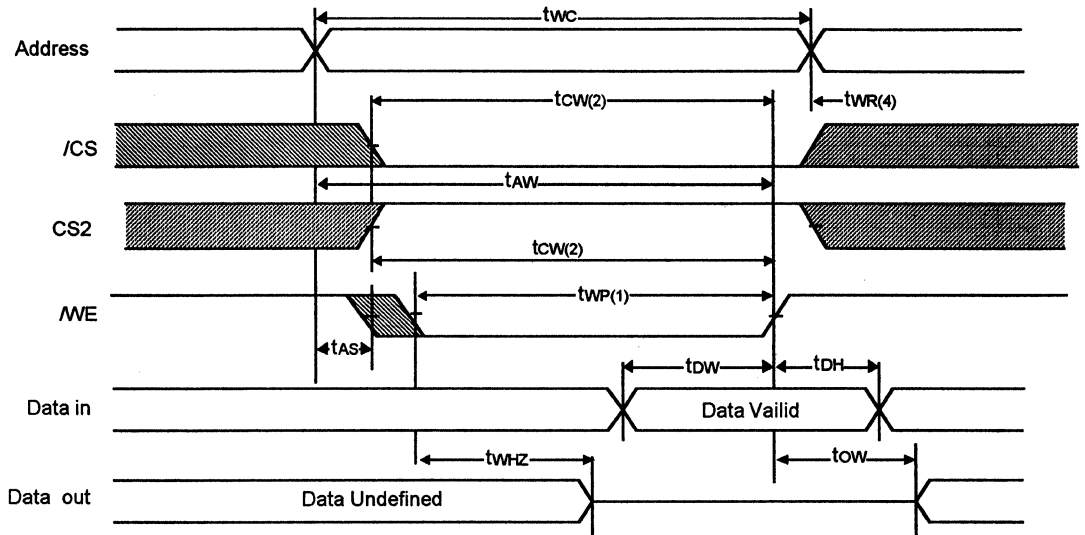 tWC
Address
tCW(2)
tWR(4)
/CS
tAW
CS2
tCW(2)
tWP(1)
/WE
tAS
tDW
tDH
Data in
Data Vailid
tWHZ
tOW
Data out
Data Undefined